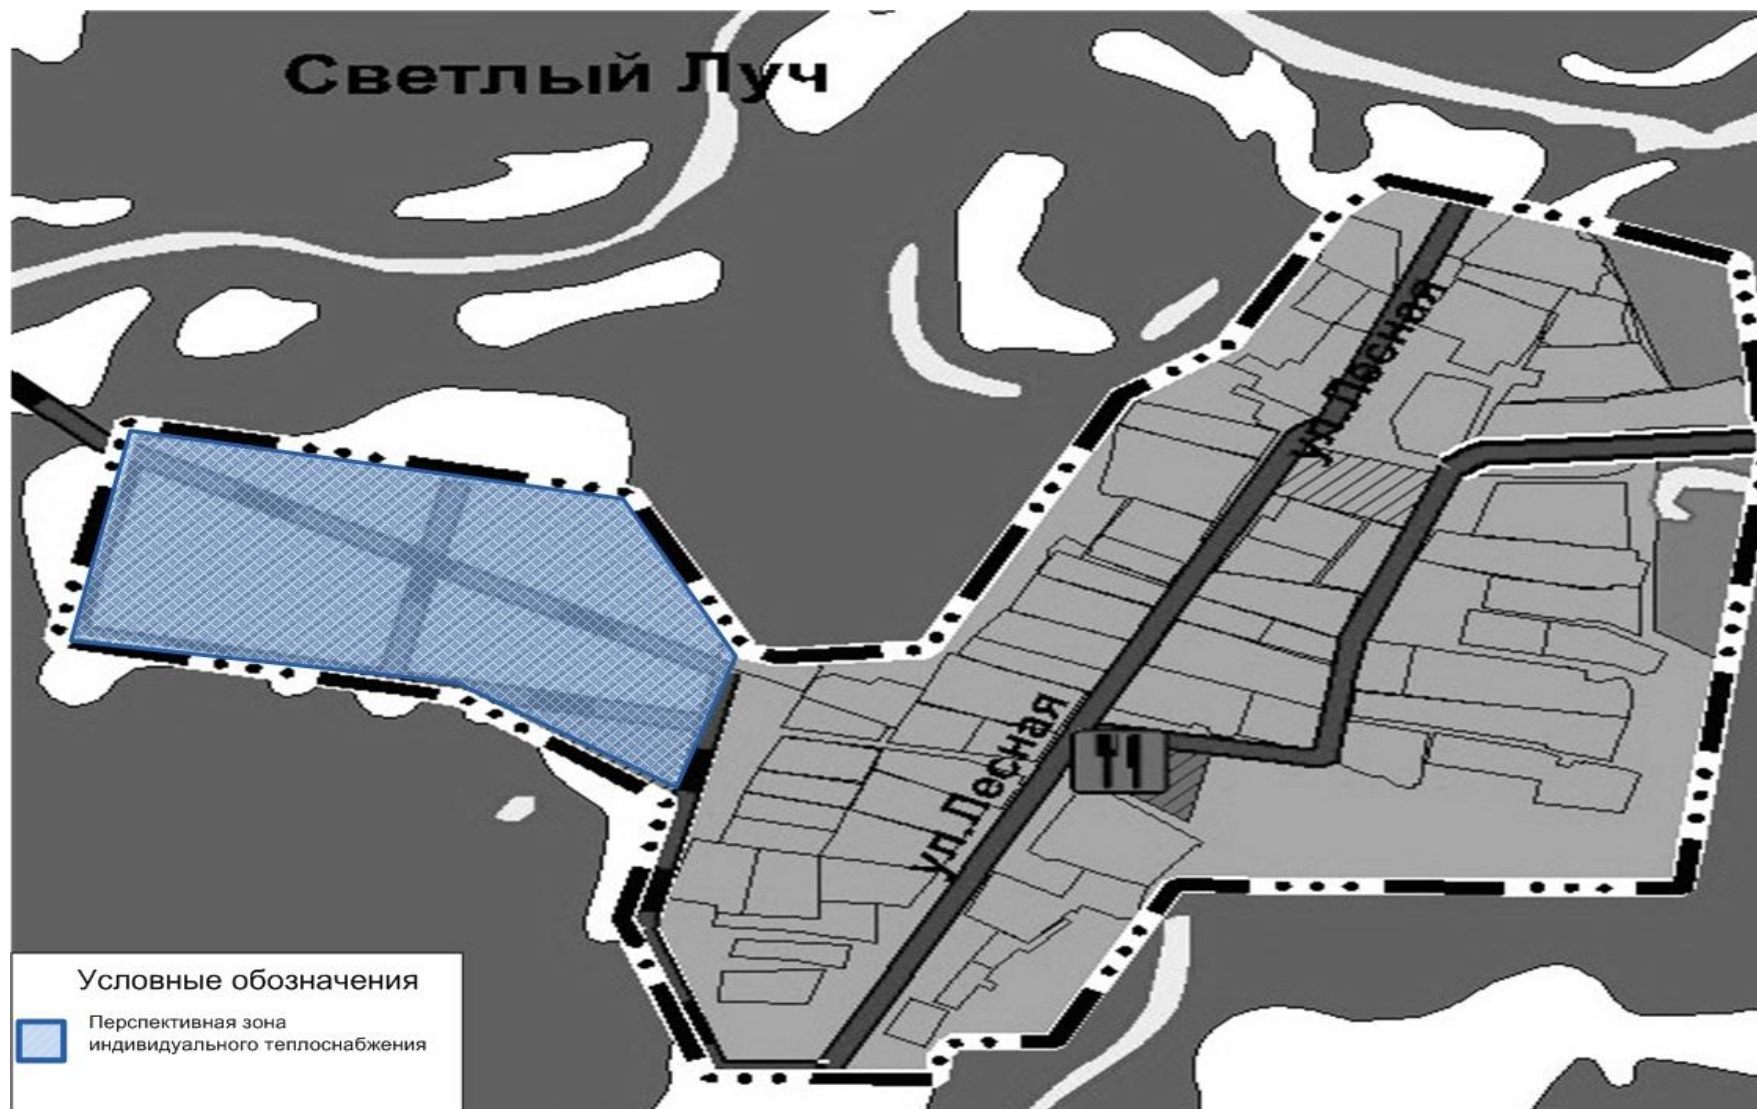 Светлый Луч
ул.Лесная
ул.Лесная
Условные обозначения
Перспективная зона
индивидуального теплоснабжения